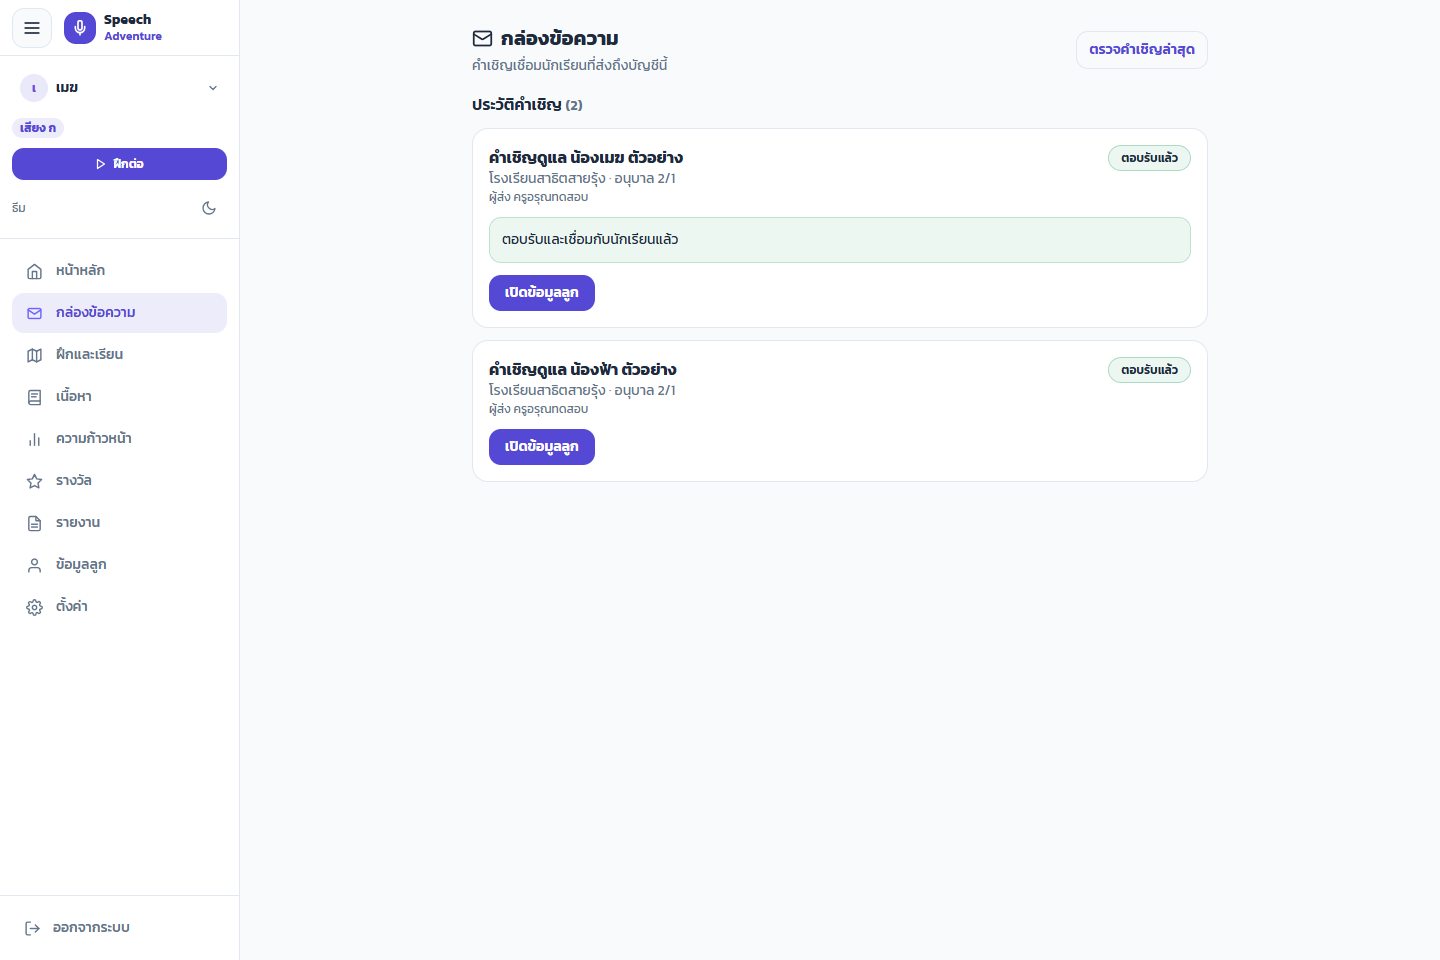 Speech
Adventure
เ
เมฆ
เสียง ก
ฝึกต่อ
ธีม
หน้าหลัก
กล่องข้อความ
ฝึกและเรียน
เนื้อหา
ความก้าวหน้า
รางวัล
รายงาน
ข้อมูลลูก
ตั้งค่า
ออกจากระบบ
กล่องข้อความ
คำเชิญเชื่อมนักเรียนที่ส่งถึงบัญชีนี้
ตรวจคำเชิญล่าสุด
ประวัติคำเชิญ (2)
คำเชิญดูแล น้องเมฆ ตัวอย่าง
ตอบรับแล้ว
โรงเรียนสาธิตสายรุ้ง · อนุบาล 2/1
ผู้ส่ง ครูอรุณทดสอบ
ตอบรับและเชื่อมกับนักเรียนแล้ว
เปิดข้อมูลลูก
คำเชิญดูแล น้องฟ้า ตัวอย่าง
ตอบรับแล้ว
โรงเรียนสาธิตสายรุ้ง · อนุบาล 2/1
ผู้ส่ง ครูอรุณทดสอบ
เปิดข้อมูลลูก